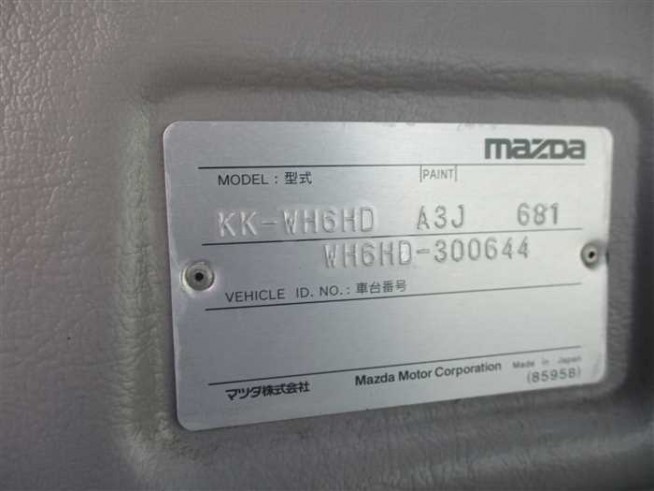 mazda
MODEL : 型式 |PAINT|
KK-WH6HD A3J 681
WH6HD-300644
VEHICLE ID. NO. : 車台番号
マツダ株式会社 Mazda Motor Corporation Made in Japan
(8595B)